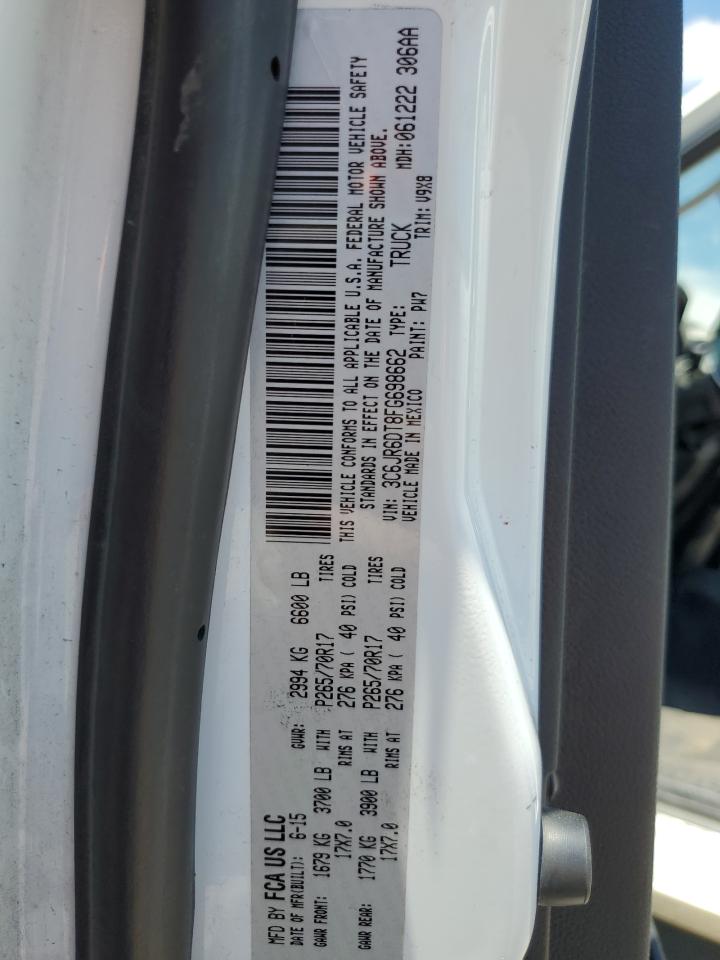 MFD BY FCA US LLC
DATE OF MFR(BUILT): 6-15 GVWR: 2994 KG 6600 LB
GAWR FRONT: 1679 KG 3700 LB WITH P265/70R17 TIRES
17X7.0 RIMS AT 276 KPA ( 40 PSI) COLD
GAWR REAR: 1770 KG 3900 LB WITH P265/70R17 TIRES
17X7.0 RIMS AT 276 KPA ( 40 PSI) COLD
THIS VEHICLE CONFORMS TO ALL APPLICABLE U.S.A. FEDERAL MOTOR VEHICLE SAFETY
STANDARDS IN EFFECT ON THE DATE OF MANUFACTURE SHOWN ABOVE.
VIN: 3C6JR6DT8FG698662 TYPE: TRUCK MDH: 061222 306AA
VEHICLE MADE IN MEXICO PAINT: PW7 TRIM: V9X8